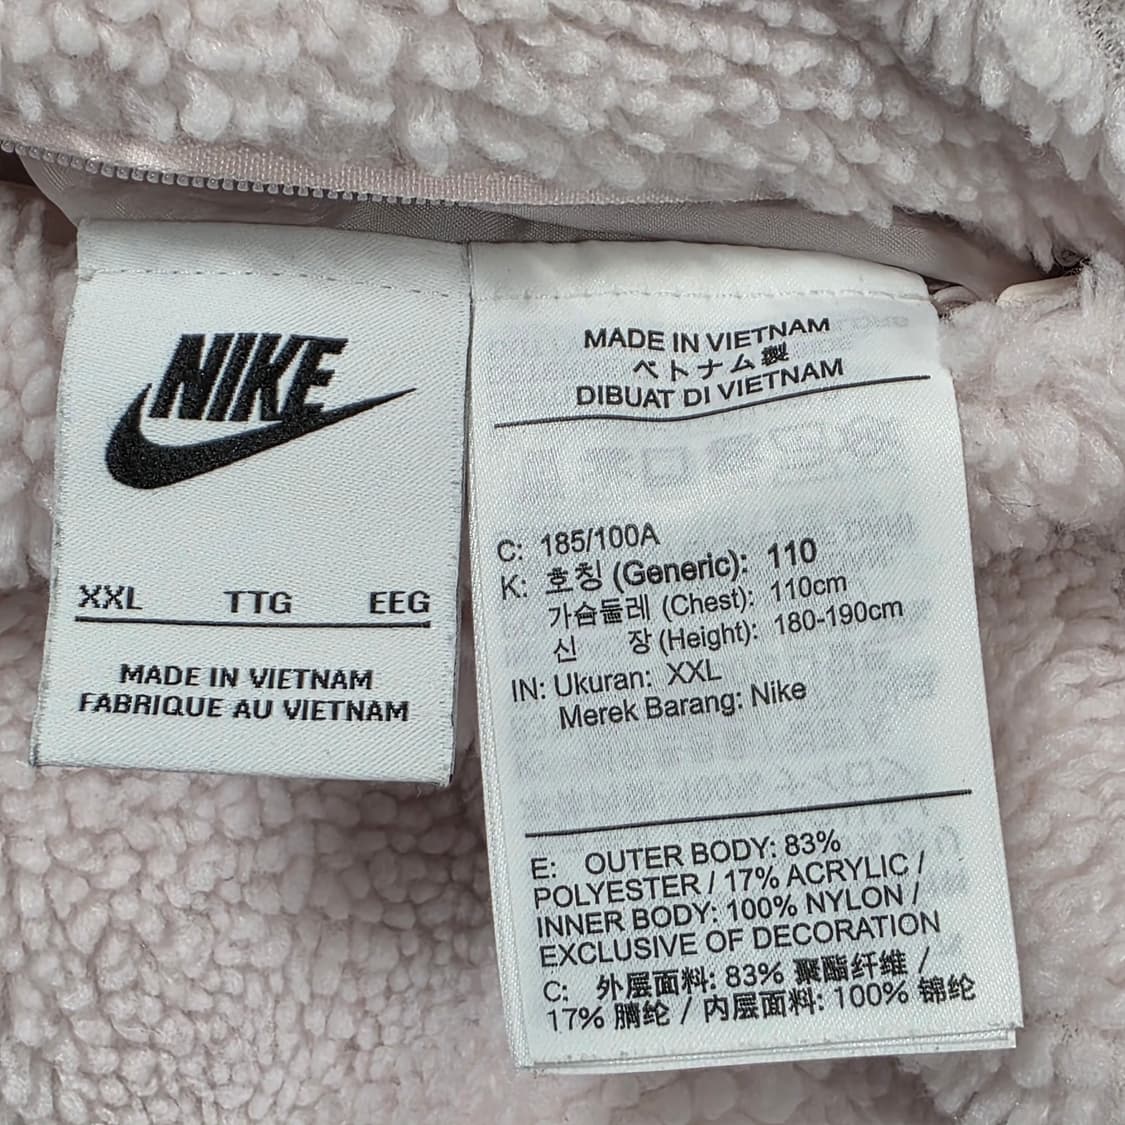 NIKE
XXL TTG EEG
MADE IN VIETNAM
FABRIQUE AU VIETNAM
MADE IN VIETNAM
ベトナム製
DIBUAT DI VIETNAM
C: 185/100A
K: 호칭 (Generic): 110
가슴둘레 (Chest): 110cm
신 장 (Height): 180-190cm
IN: Ukuran: XXL
Merek Barang: Nike
E: OUTER BODY: 83%
POLYESTER / 17% ACRYLIC /
INNER BODY: 100% NYLON /
EXCLUSIVE OF DECORATION
C: 外层面料: 83% 聚酯纤维 /
17% 腈纶 / 内层面料: 100% 锦纶